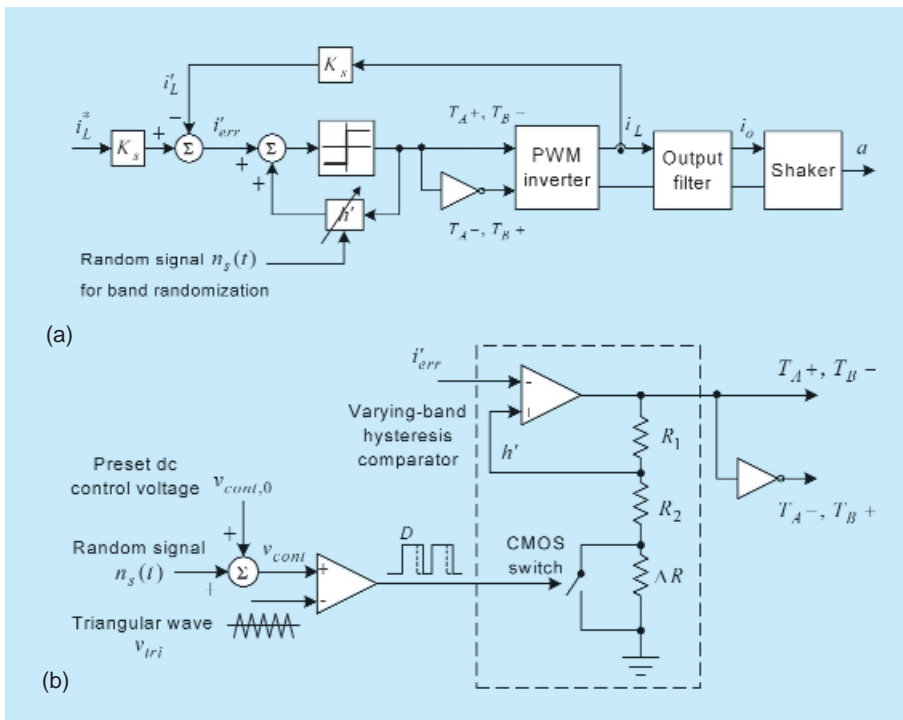 K_s
i'_L
i*_L
K_s
+
−
Σ
i'_err
+
+
Σ
h'
T_A+, T_B −
T_A−, T_B +
PWM
inverter
i_L
Output
filter
i_o
Shaker
a
Random signal n_s(t)
for band randomization
(a)
i'_err
-
+
Varying-band
hysteresis
comparator
h'
R_1
R_2
ΛR
T_A+, T_B −
T_A−, T_B +
Preset dc
control voltage
v_cont,0
+
Random signal
n_s(t)
+
Σ
v_cont
+
-
D
CMOS
switch
Triangular wave
v_tri
(b)